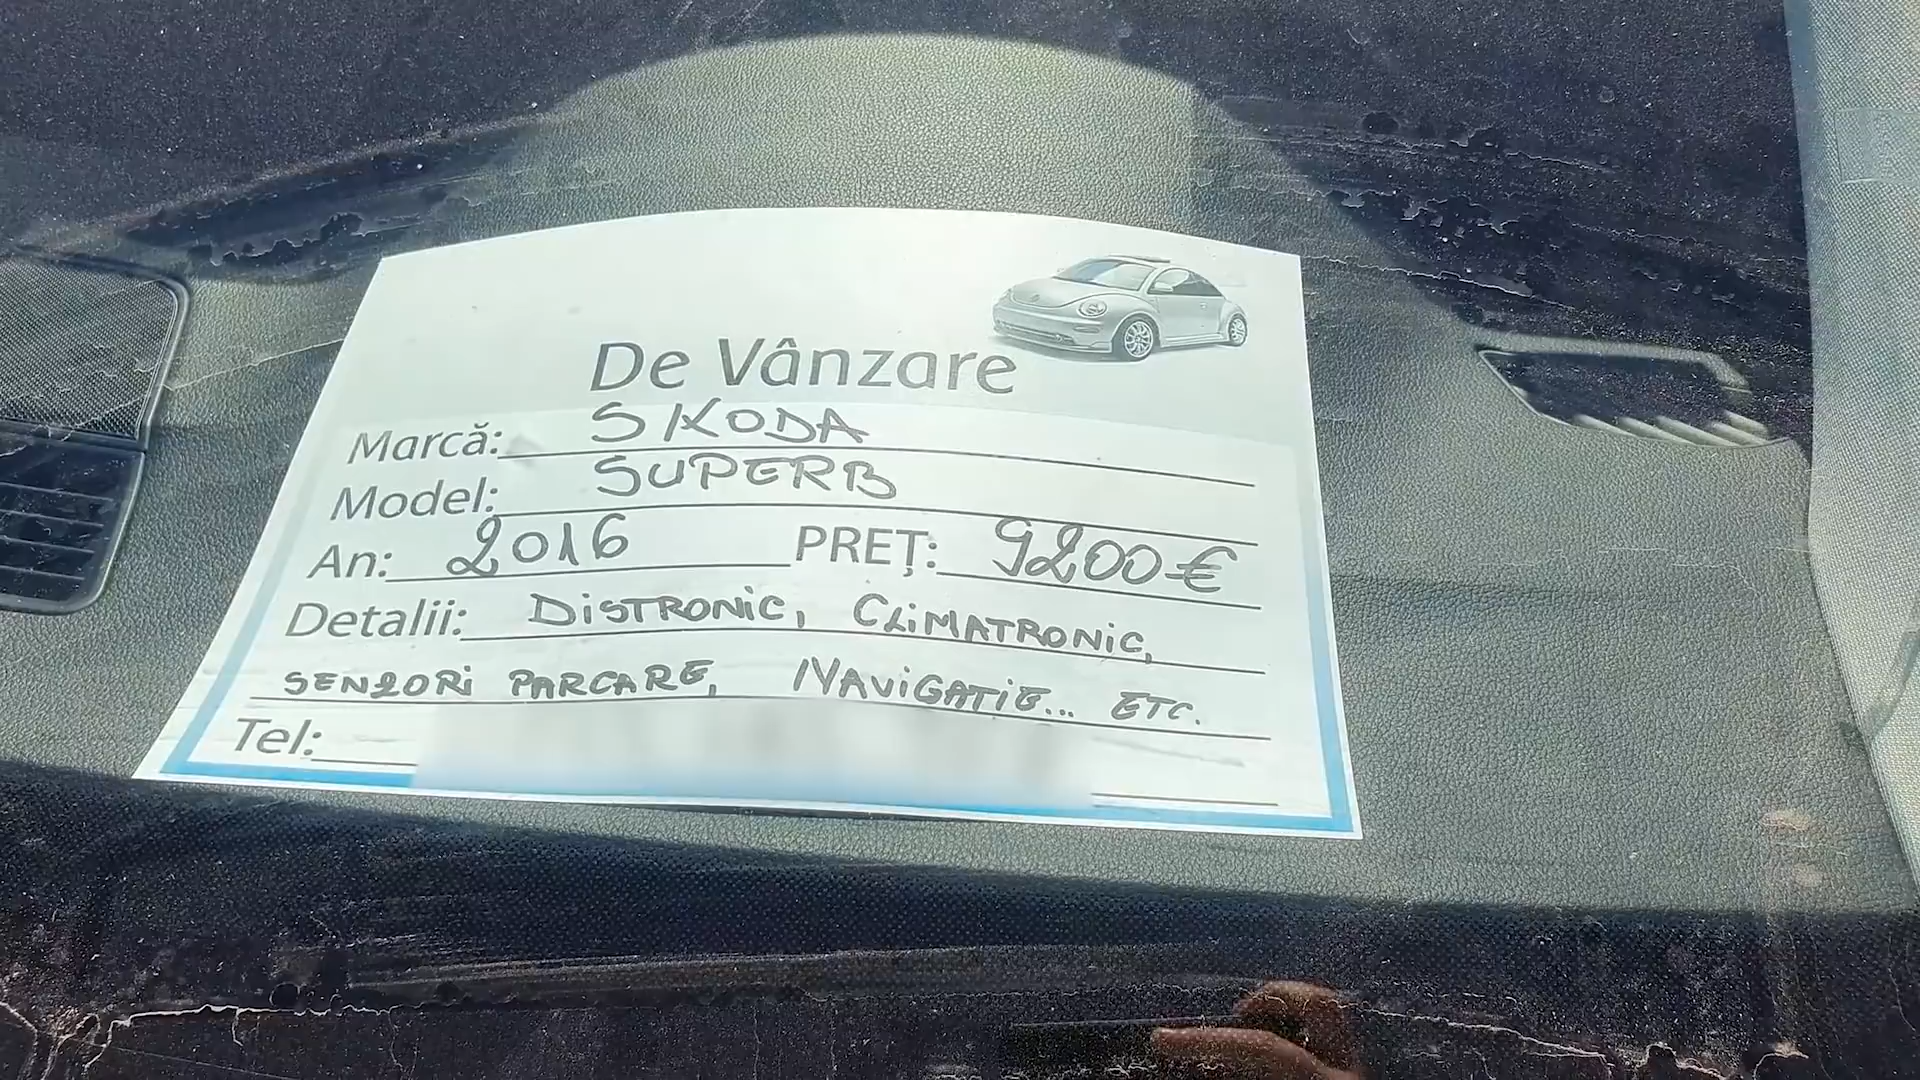 De Vânzare
Marcă: SKODA
Model: SUPERB
An: 2016 PREȚ: 9200€
Detalii: DiSTRONiC, CLiMATRONiC,
SENZORi PARCARE, NAViGATiE... ETC.
Tel: